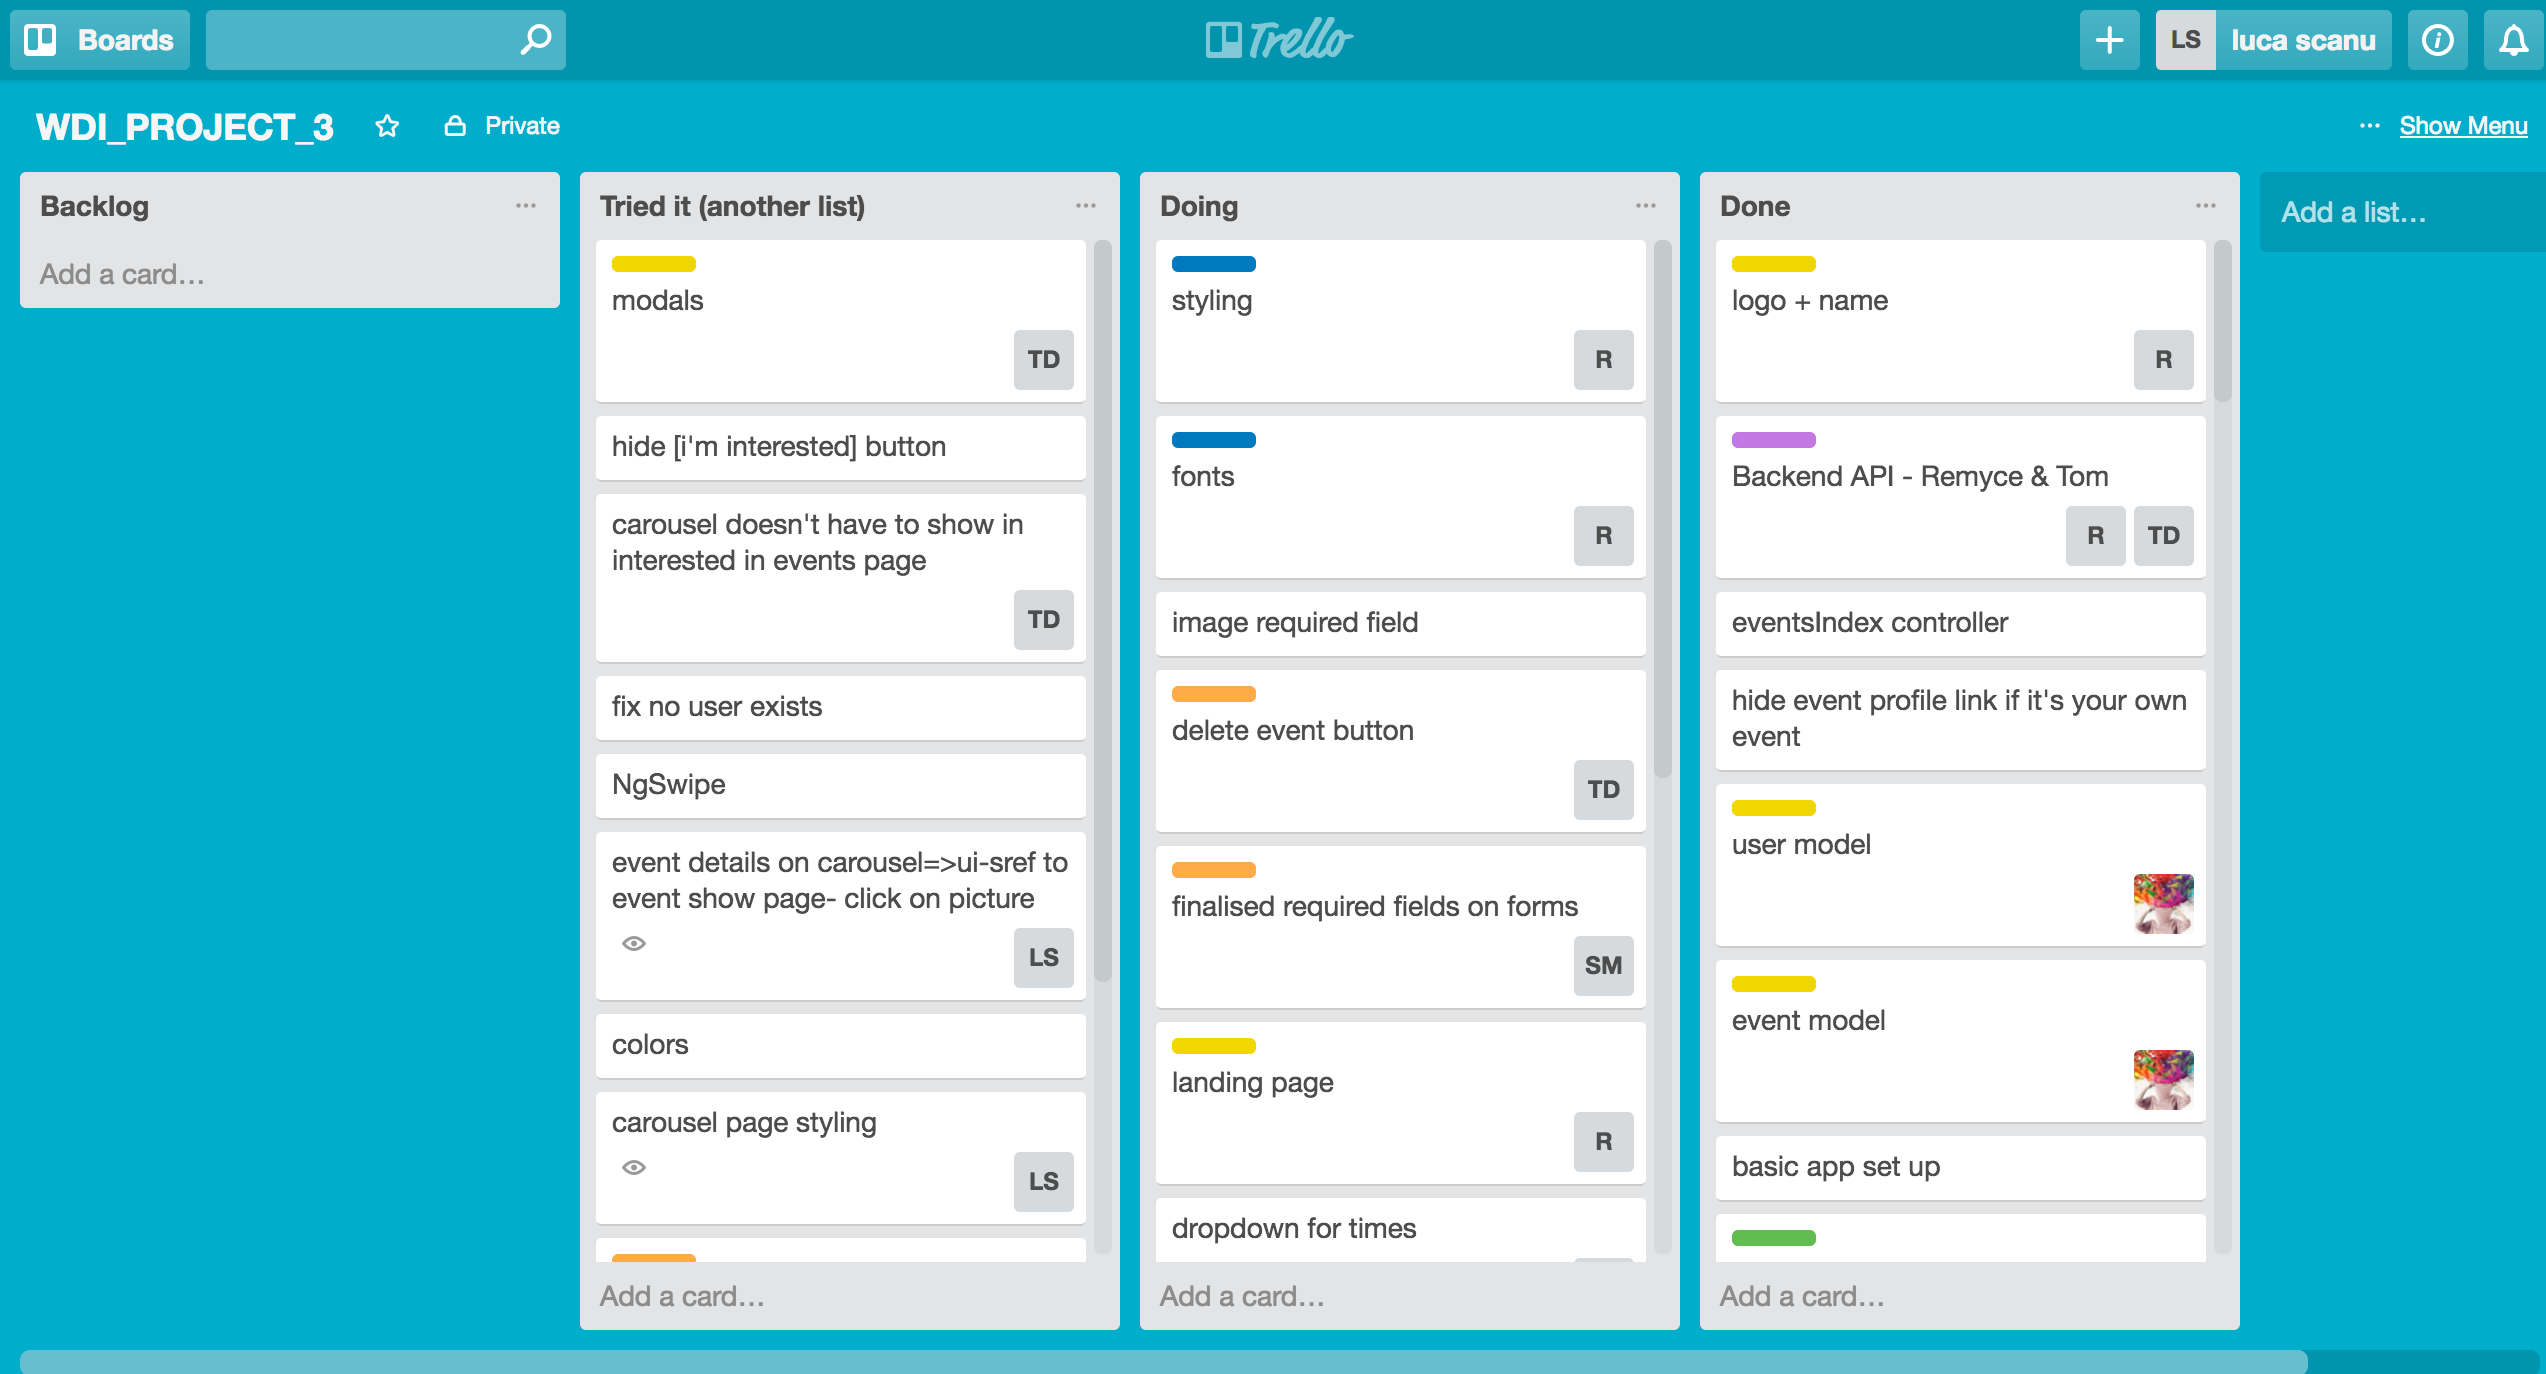 Boards
Trello
LS luca scanu
WDI_PROJECT_3
Private
... Show Menu
Backlog
Add a card...
Tried it (another list)
modals
TD
hide [i'm interested] button
carousel doesn't have to show in
interested in events page
TD
fix no user exists
NgSwipe
event details on carousel=>ui-sref to
event show page- click on picture
LS
colors
carousel page styling
LS
Add a card...
Doing
styling
R
fonts
R
image required field
delete event button
TD
finalised required fields on forms
SM
landing page
R
dropdown for times
Add a card...
Done
logo + name
R
Backend API - Remyce & Tom
R TD
eventsIndex controller
hide event profile link if it's your own
event
user model
event model
basic app set up
Add a card...
Add a list...